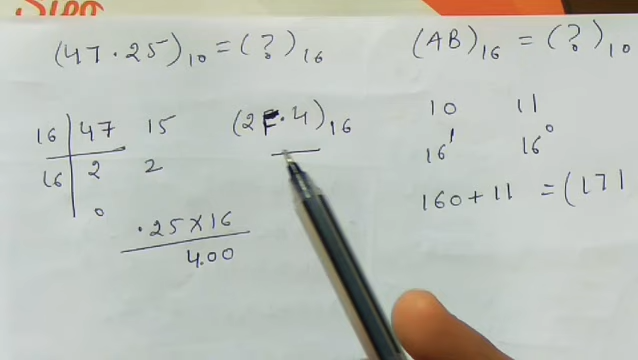 (47.25)10 = (?)16
(AB)16 = (?)10
16 47 15
16 2 2
0
(2F.4)16
.25×16
4.00
10 11
16¹ 16⁰
160+11 = (171